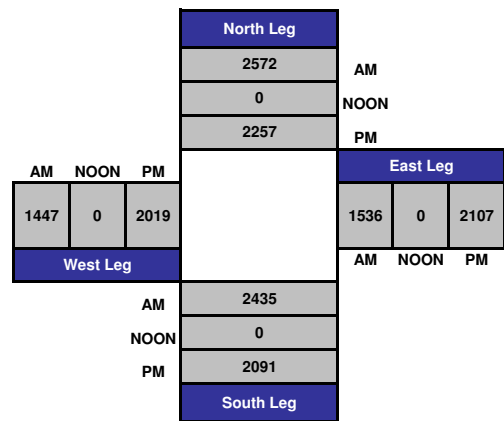 North Leg
2572 AM
0 NOON
2257 PM
AM NOON PM
East Leg
1447 0 2019
1536 0 2107
West Leg
AM NOON PM
AM 2435
NOON 0
PM 2091
South Leg